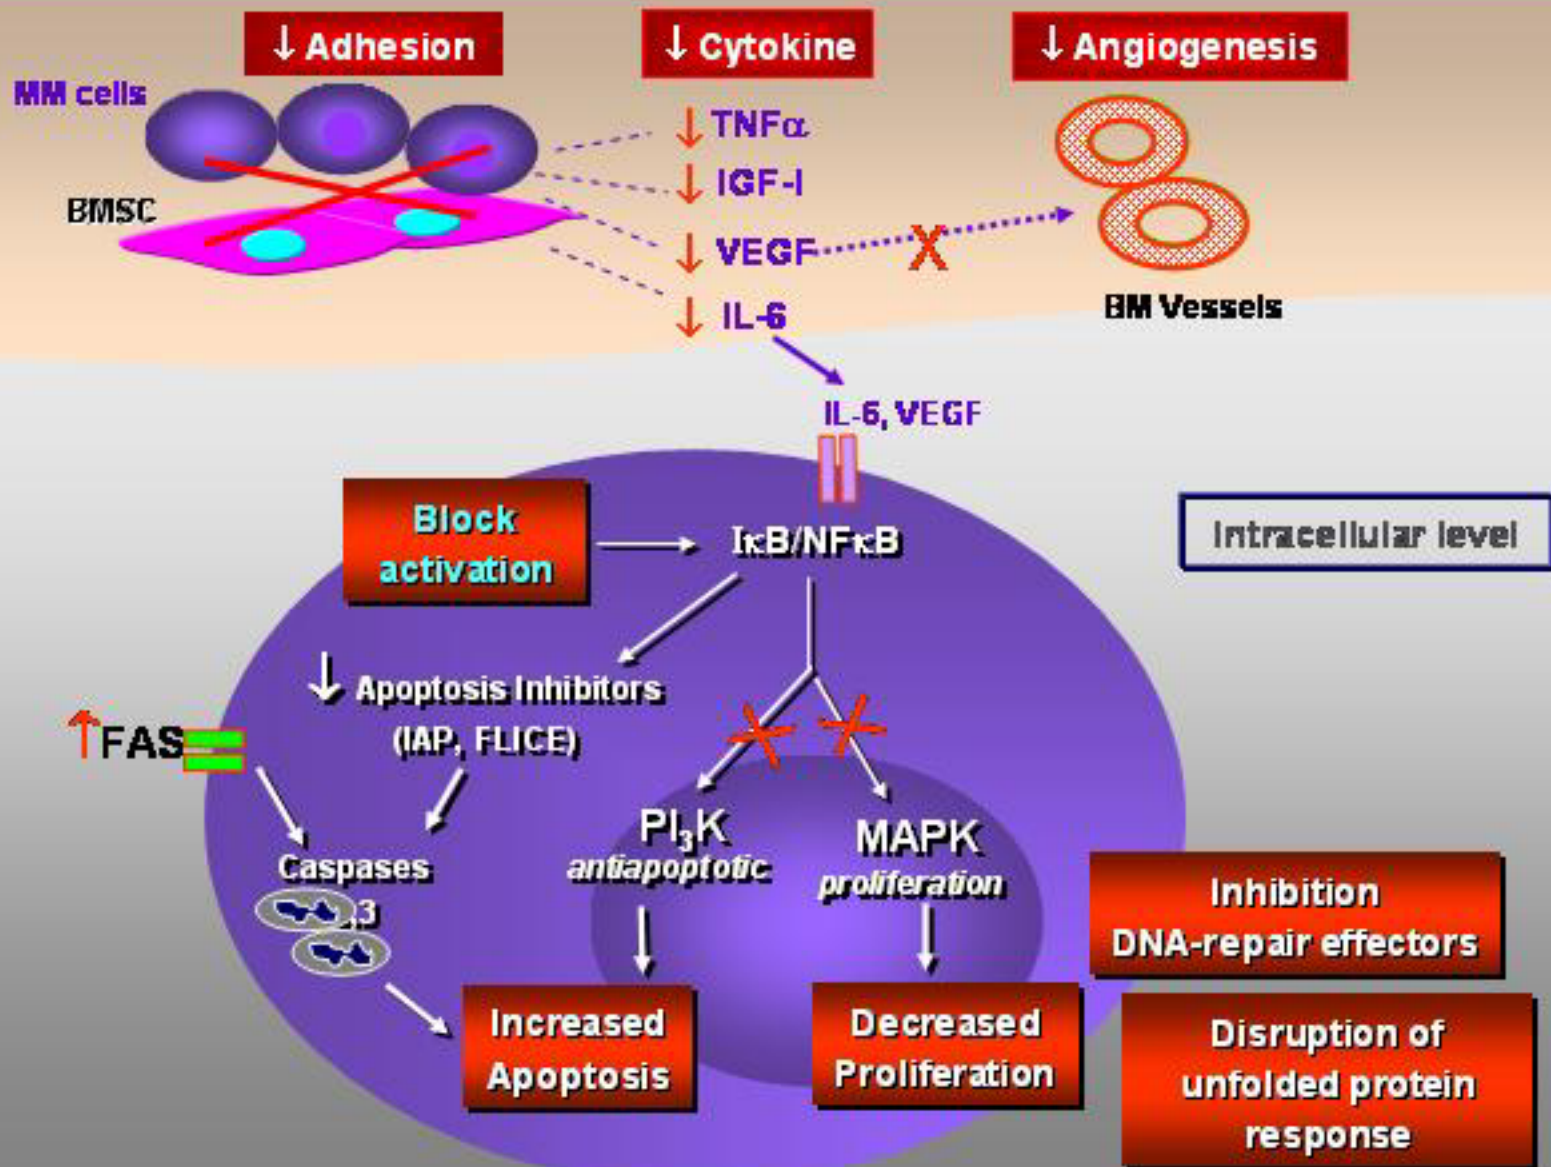 ↓ Adhesion
↓ Cytokine
↓ Angiogenesis
MM cells
BMSC
↓ TNFα
↓ IGF-I
↓ VEGF
X
↓ IL-6
BM Vessels
IL-6, VEGF
Block
activation
IκB/NFκB
Intracellular level
↓ Apoptosis Inhibitors
(IAP, FLICE)
↑FAS
Caspases
,3
PI₃K
antiapoptotic
MAPK
proliferation
Increased
Apoptosis
Decreased
Proliferation
Inhibition
DNA-repair effectors
Disruption of
unfolded protein
response